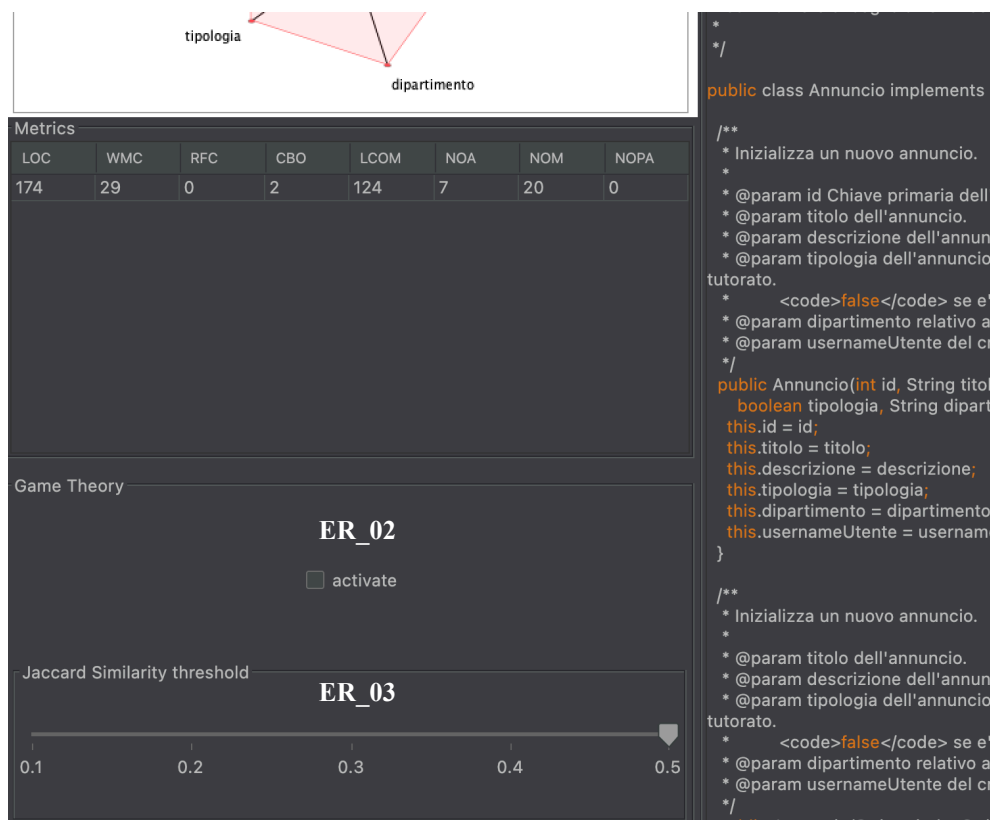 tipologia
dipartimento
Metrics
LOC WMC RFC CBO LCOM NOA NOM NOPA
174 29 0 2 124 7 20 0
Game Theory
ER_02
activate
Jaccard Similarity threshold
ER_03
0.1 0.2 0.3 0.4 0.5
*
*/
public class Annuncio implements
/**
* Inizializza un nuovo annuncio.
*
* @param id Chiave primaria dell
* @param titolo dell'annuncio.
* @param descrizione dell'annun
* @param tipologia dell'annuncio
tutorato.
* <code>false</code> se e'
* @param dipartimento relativo a
* @param usernameUtente del cr
*/
public Annuncio(int id, String titol
boolean tipologia, String dipart
this.id = id;
this.titolo = titolo;
this.descrizione = descrizione;
this.tipologia = tipologia;
this.dipartimento = dipartimento
this.usernameUtente = usernam
}
/**
* Inizializza un nuovo annuncio.
*
* @param titolo dell'annuncio.
* @param descrizione dell'annun
* @param tipologia dell'annuncio
tutorato.
* <code>false</code> se e'
* @param dipartimento relativo a
* @param usernameUtente del cr
*/